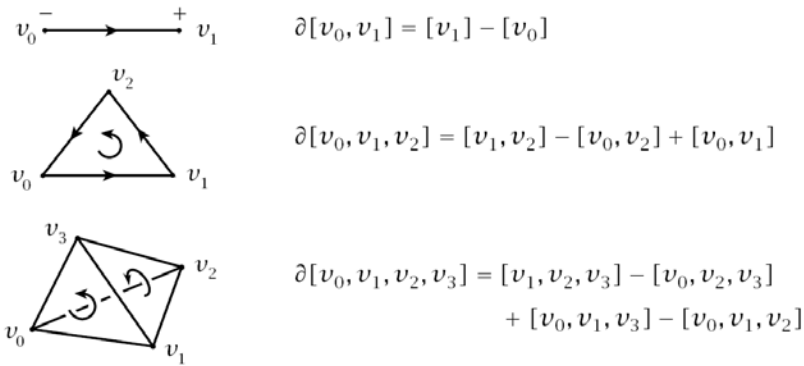 − +
v₀ v₁ ∂[v₀,v₁] = [v₁] − [v₀]
v₂
∂[v₀,v₁,v₂] = [v₁,v₂] − [v₀,v₂] + [v₀,v₁]
v₀ v₁
v₃
v₂ ∂[v₀,v₁,v₂,v₃] = [v₁,v₂,v₃] − [v₀,v₂,v₃]
+ [v₀,v₁,v₃] − [v₀,v₁,v₂]
v₀
v₁